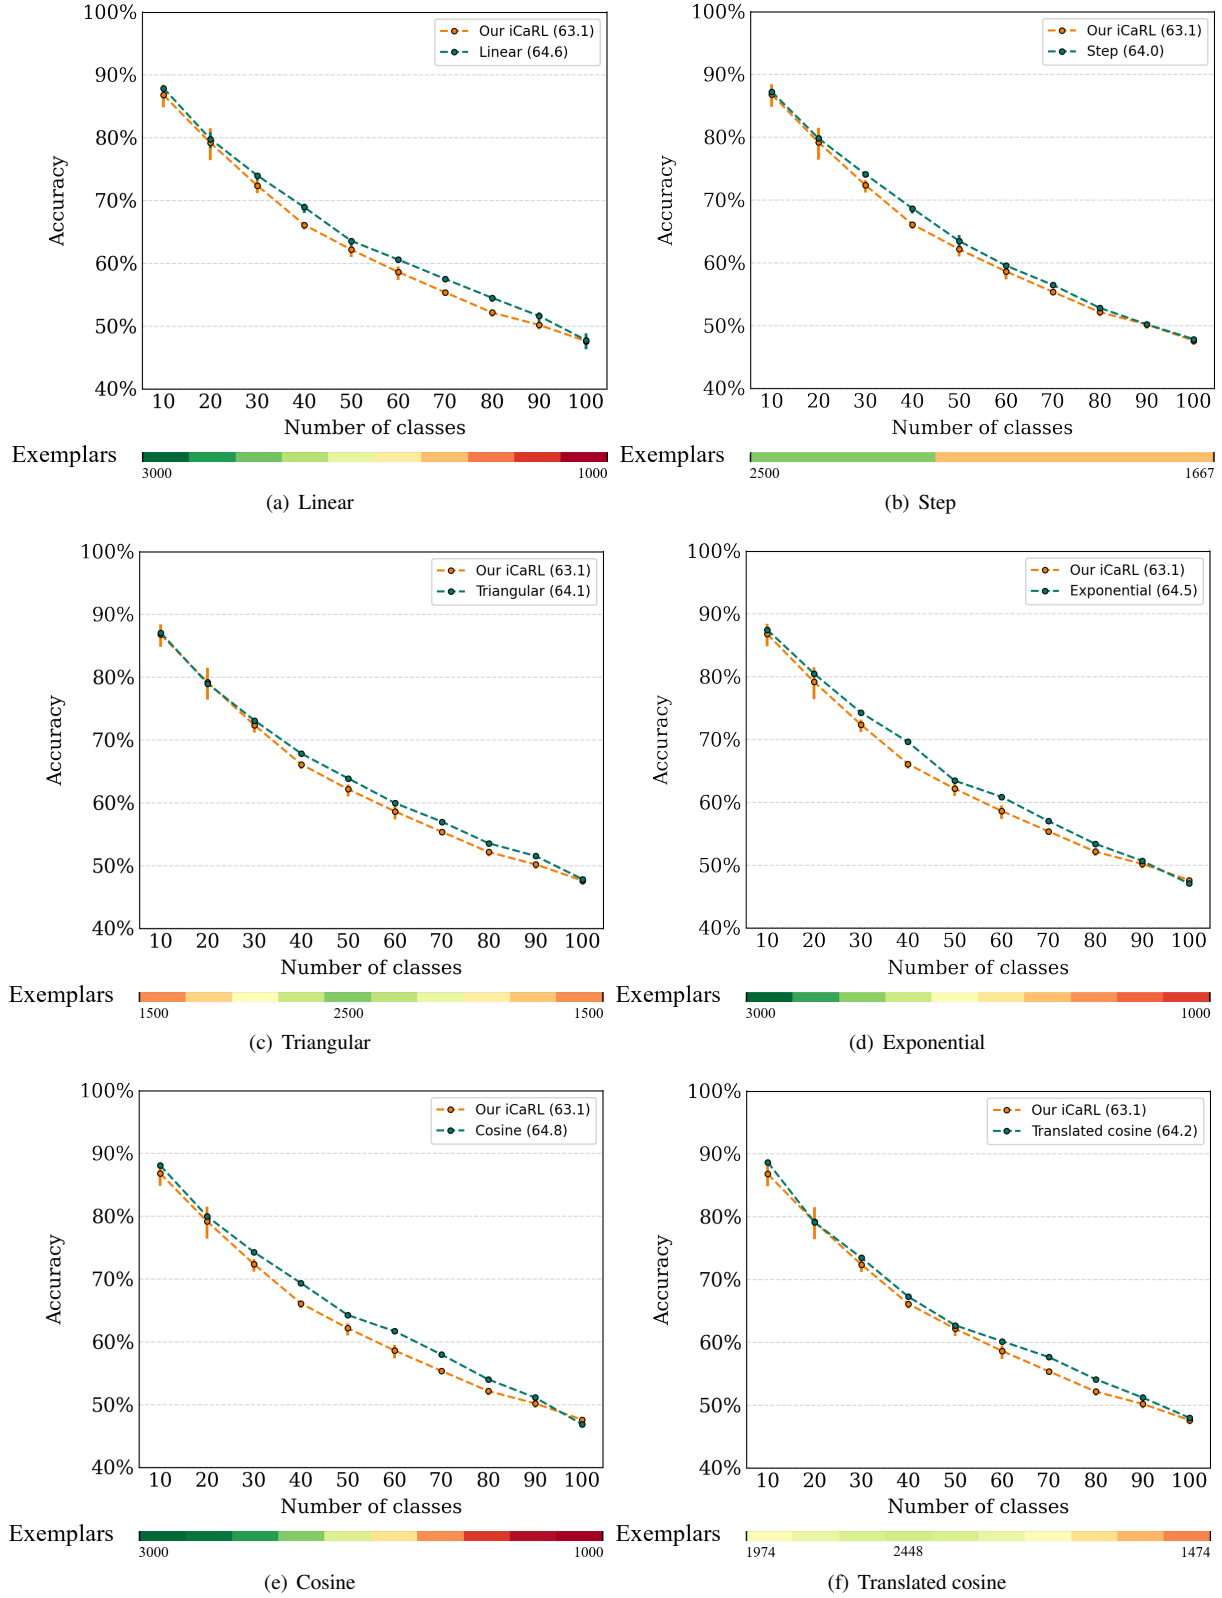 100%
90%
80%
70%
60%
50%
40%
Accuracy
Our iCaRL (63.1)
Linear (64.6)
10 20 30 40 50 60 70 80 90 100
Number of classes
Exemplars
3000 1000
(a) Linear
100%
90%
80%
70%
60%
50%
40%
Accuracy
Our iCaRL (63.1)
Step (64.0)
10 20 30 40 50 60 70 80 90 100
Number of classes
Exemplars
2500 1667
(b) Step
100%
90%
80%
70%
60%
50%
40%
Accuracy
Our iCaRL (63.1)
Triangular (64.1)
10 20 30 40 50 60 70 80 90 100
Number of classes
Exemplars
1500 2500 1500
(c) Triangular
100%
90%
80%
70%
60%
50%
40%
Accuracy
Our iCaRL (63.1)
Exponential (64.5)
10 20 30 40 50 60 70 80 90 100
Number of classes
Exemplars
3000 1000
(d) Exponential
100%
90%
80%
70%
60%
50%
40%
Accuracy
Our iCaRL (63.1)
Cosine (64.8)
10 20 30 40 50 60 70 80 90 100
Number of classes
Exemplars
3000 1000
(e) Cosine
100%
90%
80%
70%
60%
50%
40%
Accuracy
Our iCaRL (63.1)
Translated cosine (64.2)
10 20 30 40 50 60 70 80 90 100
Number of classes
Exemplars
1974 2448 1474
(f) Translated cosine